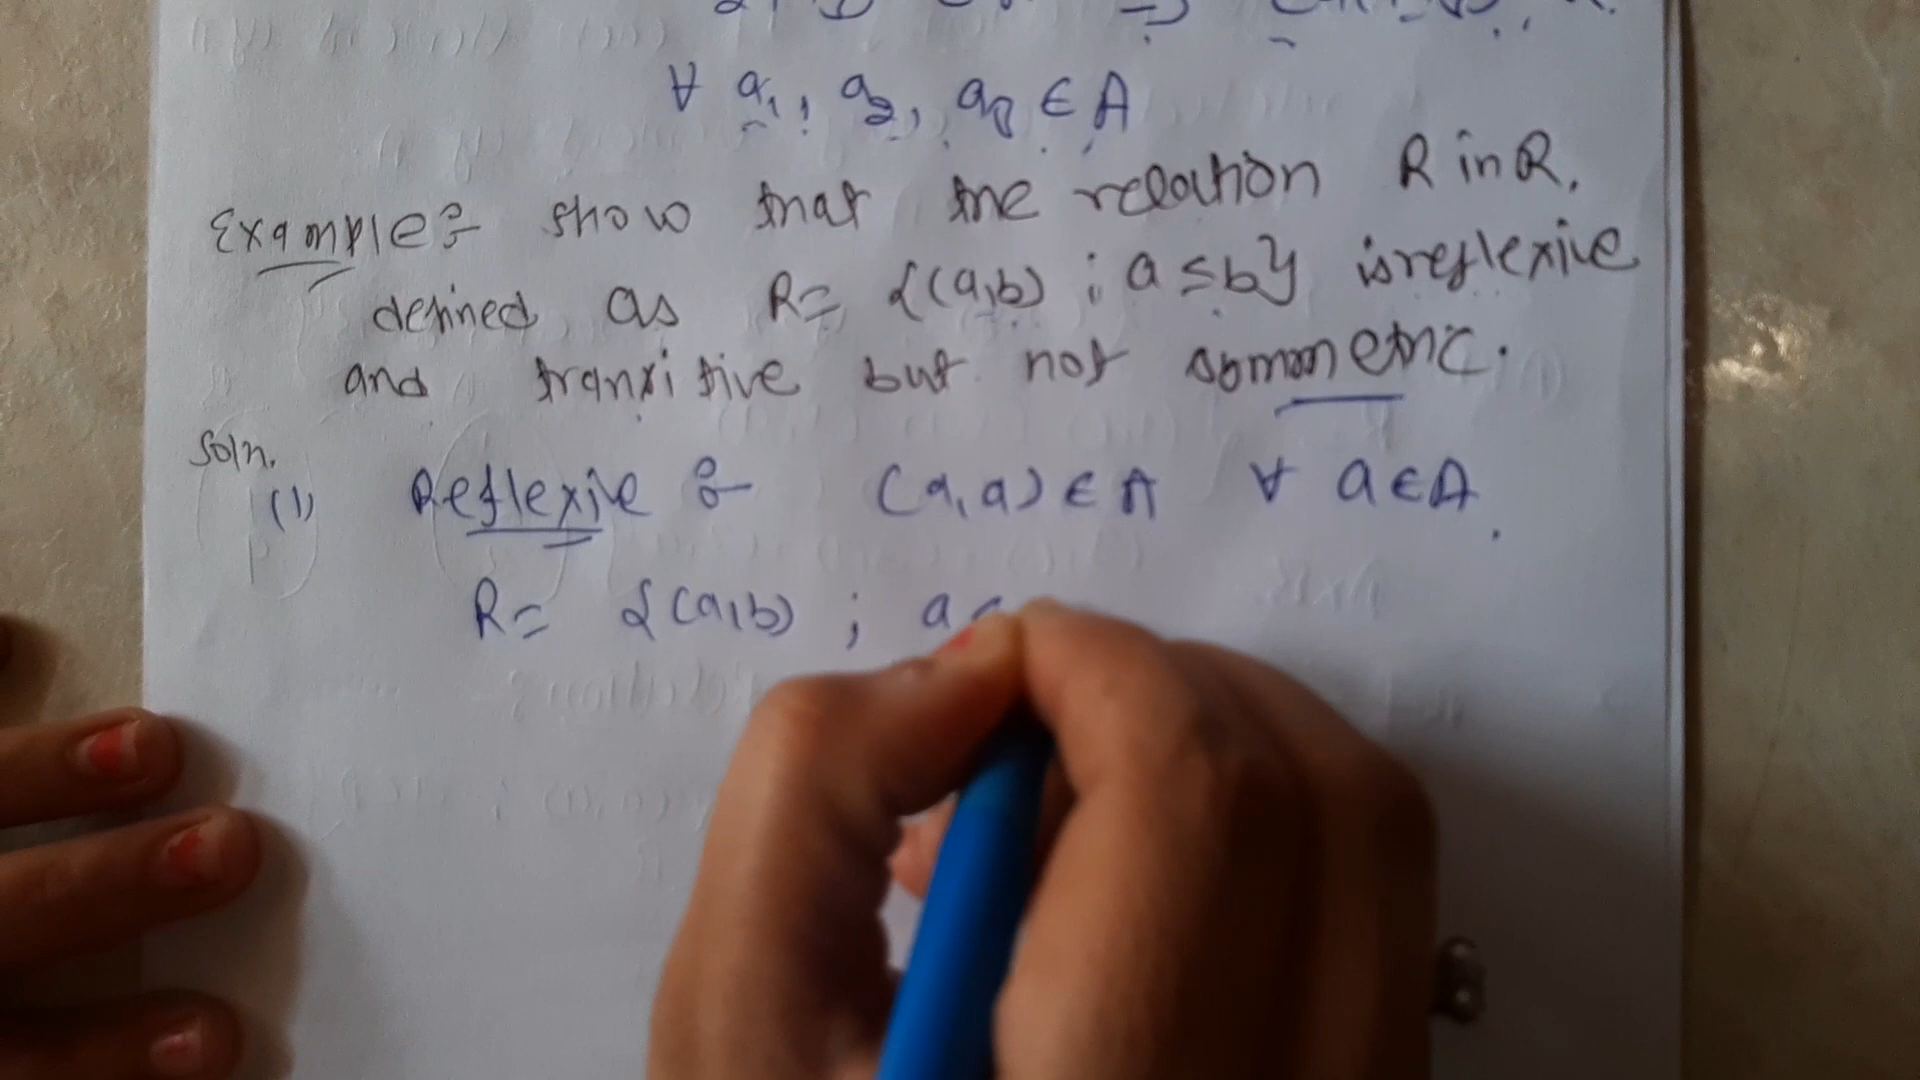 ∀ a₁, a₂, a₃ ∈ A
Example:- show that the relation R in R,
defined as R = {(a,b) ; a ≤ b} is reflexive
and tranxitive but not symmetric.
Soln.
(1) Reflexive :- (a,a) ∈ A ∀ a ∈ A.
R = {(a,b) ; a